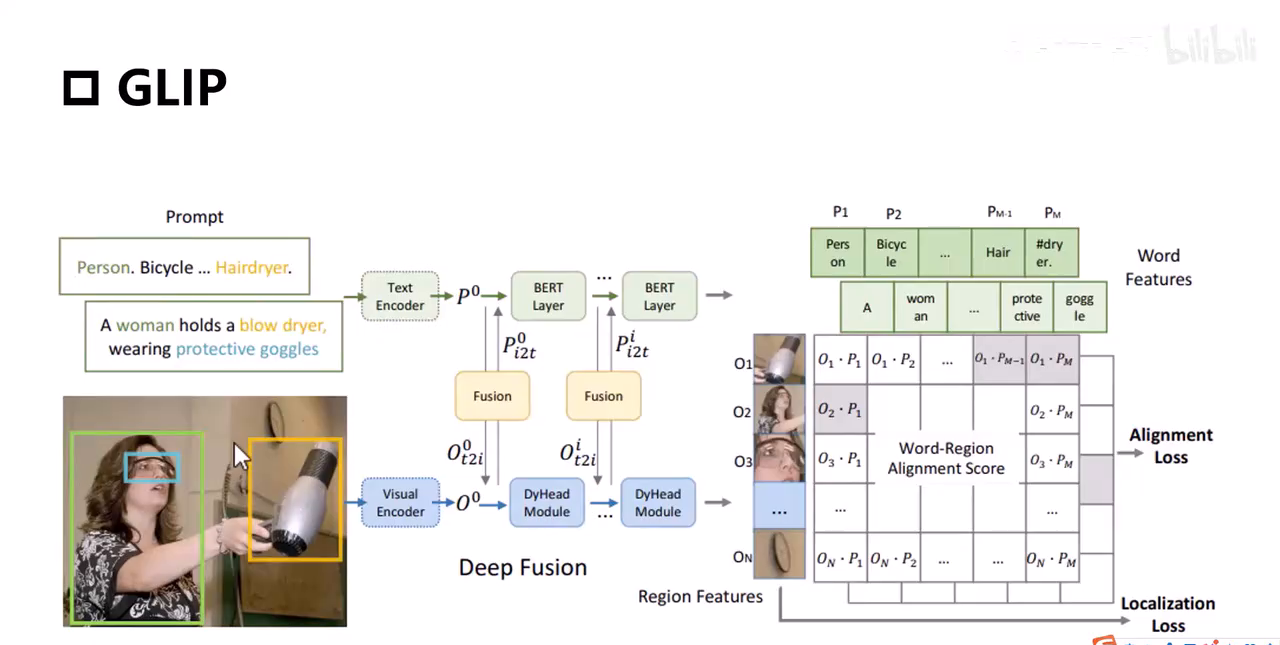 bilibili
GLIP
Prompt
Person. Bicycle ... Hairdryer.
A woman holds a blow dryer,
wearing protective goggles
Text
Encoder
P⁰
BERT
Layer
...
BERT
Layer
P⁰ᵢ₂ₜ
Pⁱᵢ₂ₜ
Fusion
Fusion
O⁰ₜ₂ᵢ
Oⁱₜ₂ᵢ
Visual
Encoder
O⁰
DyHead
Module
...
DyHead
Module
Deep Fusion
P1 P2 PM-1 PM
Pers
on
Bicyc
le
...
Hair
#dry
er.
Word
Features
A
wom
an
...
prote
ctive
gogg
le
O1
O₁ · P₁ O₁ · P₂ ... O₁ · PM−1 O₁ · PM
O2
O₂ · P₁ O₂ · PM
O3
O₃ · P₁ O₃ · PM
Word-Region
Alignment Score
...
... ...
ON
ON · P₁ ON · P₂ ... ... ON · PM
Region Features
Alignment
Loss
Localization
Loss